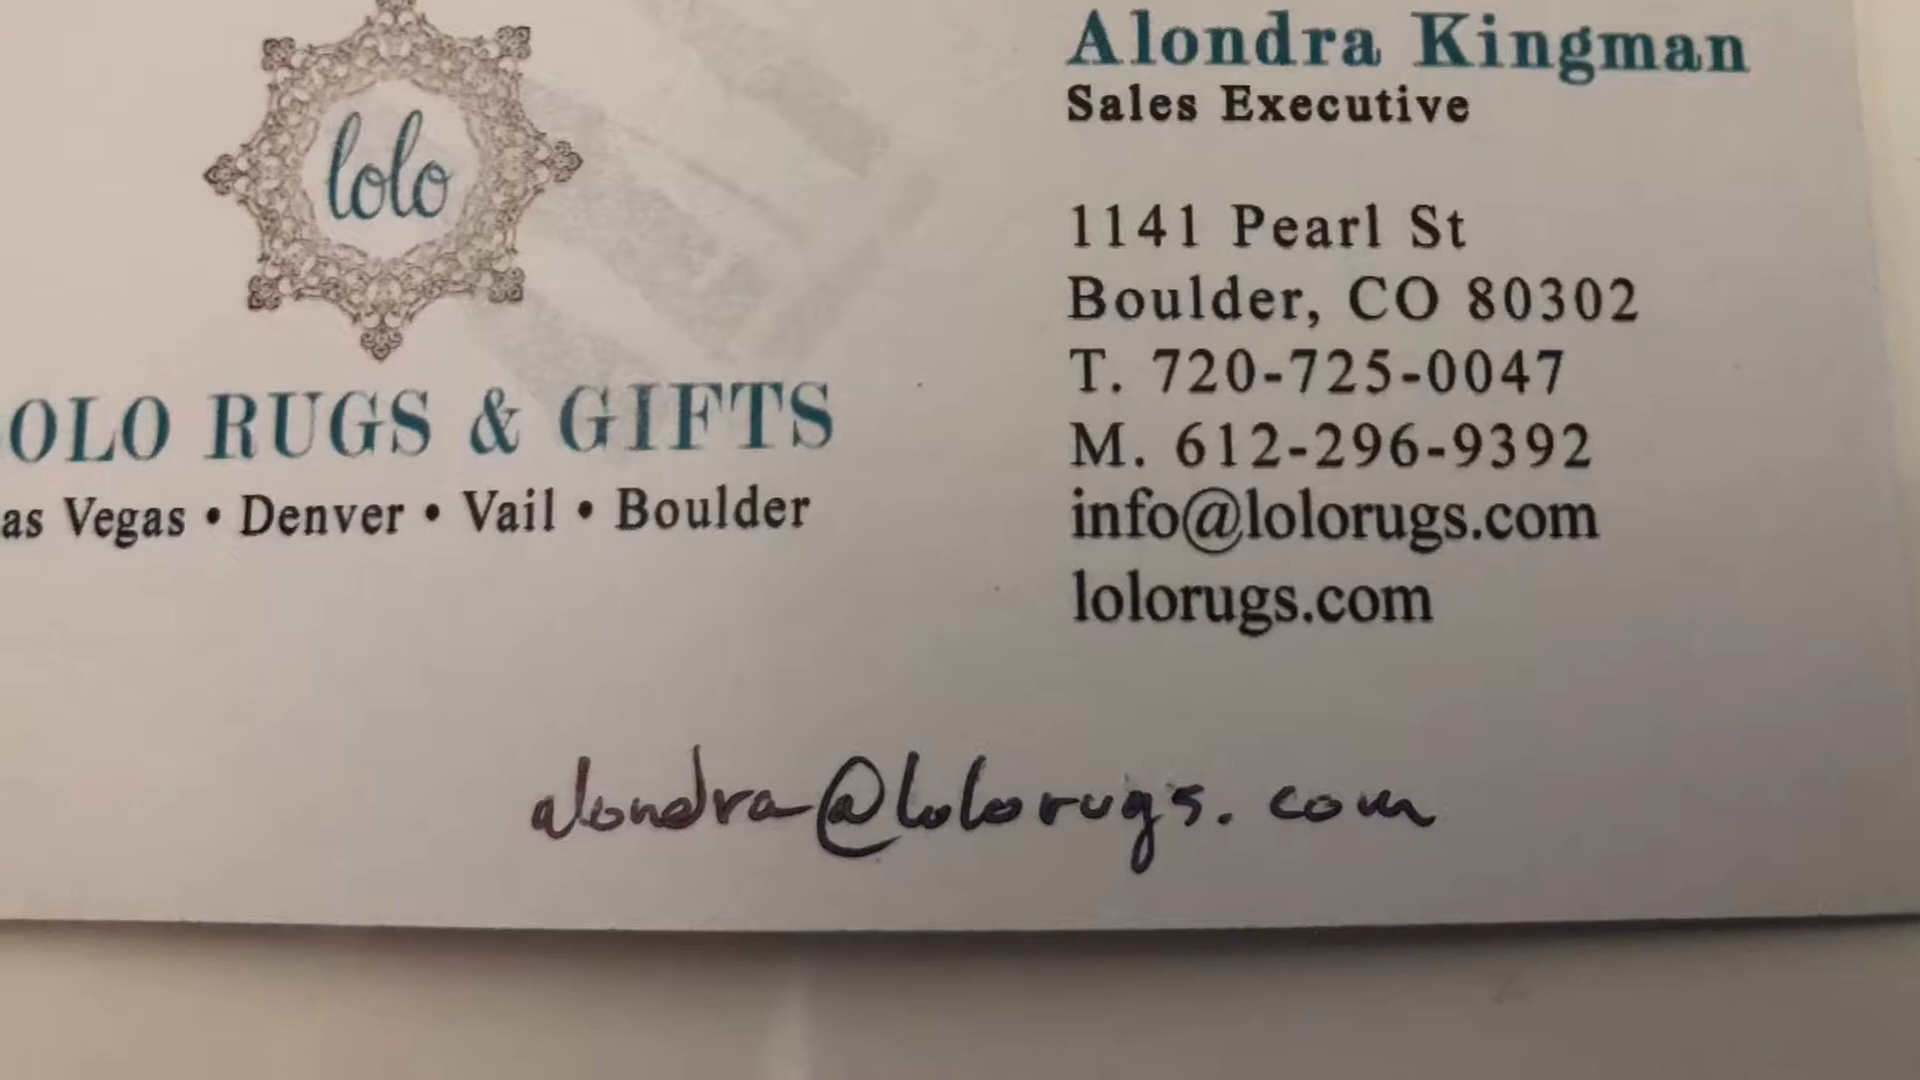 lolo
OLO RUGS & GIFTS
as Vegas • Denver • Vail • Boulder
Alondra Kingman
Sales Executive
1141 Pearl St
Boulder, CO 80302
T. 720-725-0047
M. 612-296-9392
info@lolorugs.com
lolorugs.com
alondra@lolorugs.com